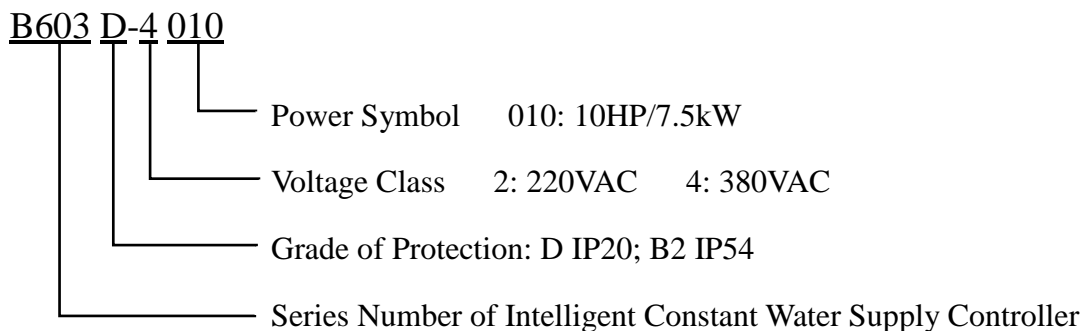 B603 D-4 010
Power Symbol 010: 10HP/7.5kW
Voltage Class 2: 220VAC 4: 380VAC
Grade of Protection: D IP20; B2 IP54
Series Number of Intelligent Constant Water Supply Controller